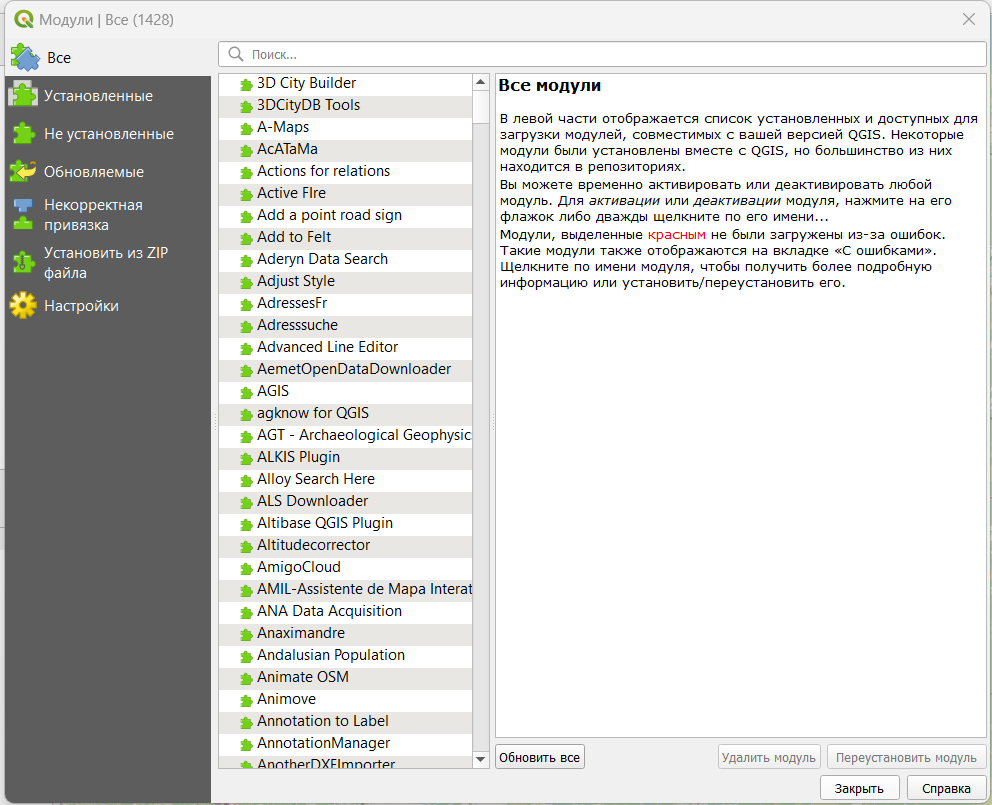 Модули | Все (1428)
Все
Установленные
Не установленные
Обновляемые
Некорректная
привязка
Установить из ZIP
файла
Настройки
Поиск...
3D City Builder
3DCityDB Tools
A-Maps
AcATaMa
Actions for relations
Active FIre
Add a point road sign
Add to Felt
Aderyn Data Search
Adjust Style
AdressesFr
Adresssuche
Advanced Line Editor
AemetOpenDataDownloader
AGIS
agknow for QGIS
AGT - Archaeological Geophysic
ALKIS Plugin
Alloy Search Here
ALS Downloader
Altibase QGIS Plugin
Altitudecorrector
AmigoCloud
AMIL-Assistente de Mapa Interat
ANA Data Acquisition
Anaximandre
Andalusian Population
Animate OSM
Animove
Annotation to Label
AnnotationManager
AnotherDXFImporter
Все модули
В левой части отображается список установленных и доступных для
загрузки модулей, совместимых с вашей версией QGIS. Некоторые
модули были установлены вместе с QGIS, но большинство из них
находится в репозиториях.
Вы можете временно активировать или деактивировать любой
модуль. Для активации или деактивации модуля, нажмите на его
флажок либо дважды щелкните по его имени...
Модули, выделенные красным не были загружены из-за ошибок.
Такие модули также отображаются на вкладке «С ошибками».
Щелкните по имени модуля, чтобы получить более подробную
информацию или установить/переустановить его.
Обновить все
Удалить модуль
Переустановить модуль
Закрыть
Справка